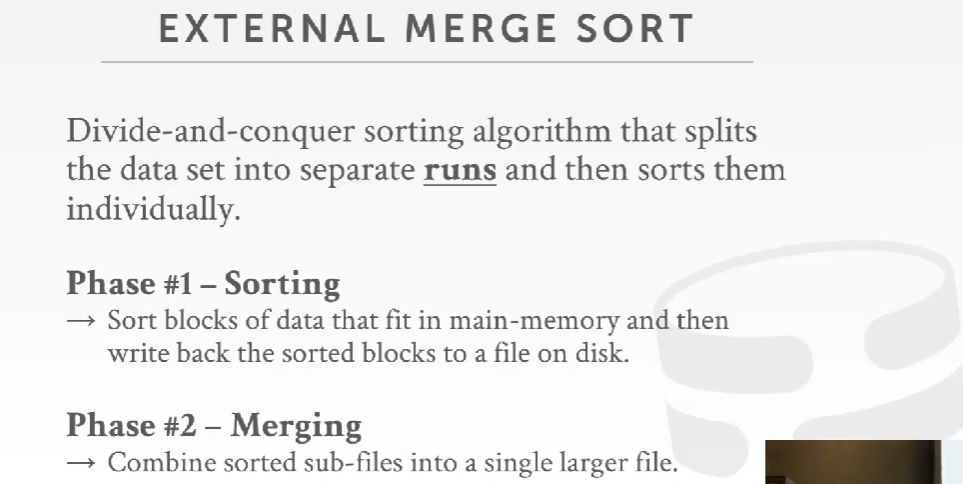 EXTERNAL MERGE SORT
Divide-and-conquer sorting algorithm that splits
the data set into separate runs and then sorts them
individually.
Phase #1 – Sorting
→ Sort blocks of data that fit in main-memory and then
write back the sorted blocks to a file on disk.
Phase #2 – Merging
→ Combine sorted sub-files into a single larger file.